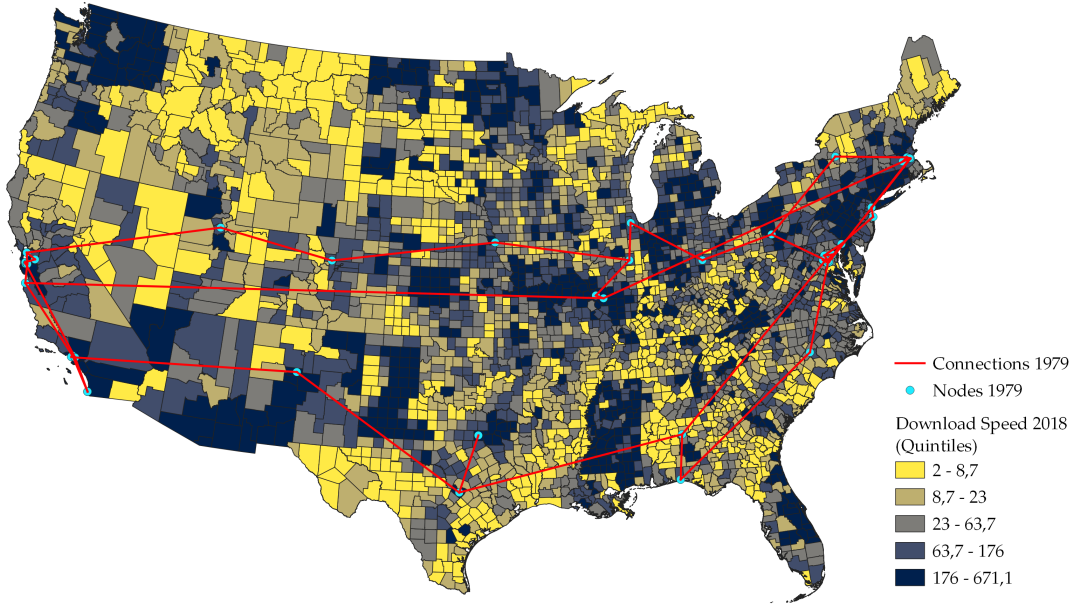 Connections 1979
Nodes 1979
Download Speed 2018
(Quintiles)
2 - 8,7
8,7 - 23
23 - 63,7
63,7 - 176
176 - 671,1